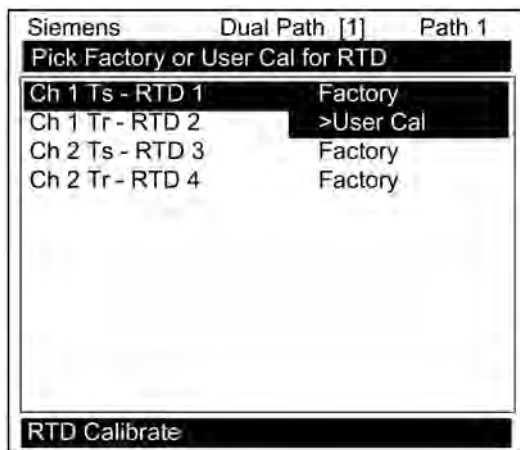 Siemens Dual Path [1] Path 1
Pick Factory or User Cal for RTD
Ch 1 Ts - RTD 1 Factory
Ch 1 Tr - RTD 2 >User Cal
Ch 2 Ts - RTD 3 Factory
Ch 2 Tr - RTD 4 Factory
RTD Calibrate